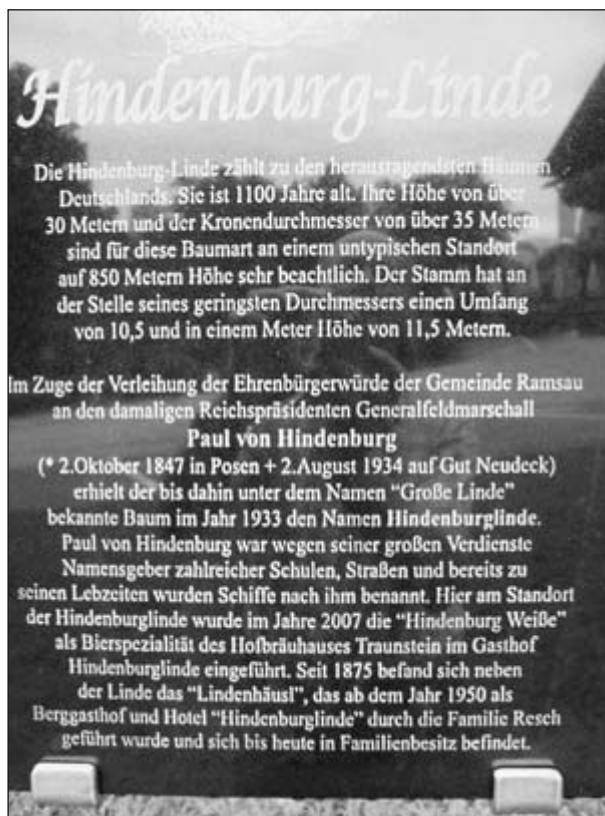 Hindenburg-Linde
Die Hindenburg-Linde zählt zu den herausragendsten Bäumen
Deutschlands. Sie ist 1100 Jahre alt. Ihre Höhe von über
30 Metern und der Kronendurchmesser von über 35 Metern
sind für diese Baumart an einem untypischen Standort
auf 850 Metern Höhe sehr beachtlich. Der Stamm hat an
der Stelle seines geringsten Durchmessers einen Umfang
von 10,5 und in einem Meter Höhe von 11,5 Metern.
Im Zuge der Verleihung der Ehrenbürgerwürde der Gemeinde Ramsau
an den damaligen Reichspräsidenten Generalfeldmarschall
Paul von Hindenburg
(* 2.Oktober 1847 in Posen + 2.August 1934 auf Gut Neudeck)
erhielt der bis dahin unter dem Namen “Große Linde”
bekannte Baum im Jahr 1933 den Namen Hindenburglinde.
Paul von Hindenburg war wegen seiner großen Verdienste
Namensgeber zahlreicher Schulen, Straßen und bereits zu
seinen Lebzeiten wurden Schiffe nach ihm benannt. Hier am Standort
der Hindenburglinde wurde im Jahre 2007 die “Hindenburg Weiße”
als Bierspezialität des Hofbräuhauses Traunstein im Gasthof
Hindenburglinde eingeführt. Seit 1875 befand sich neben
der Linde das “Lindenhäusl”, das ab dem Jahr 1950 als
Berggasthof und Hotel “Hindenburglinde” durch die Familie Resch
geführt wurde und sich bis heute in Familienbesitz befindet.